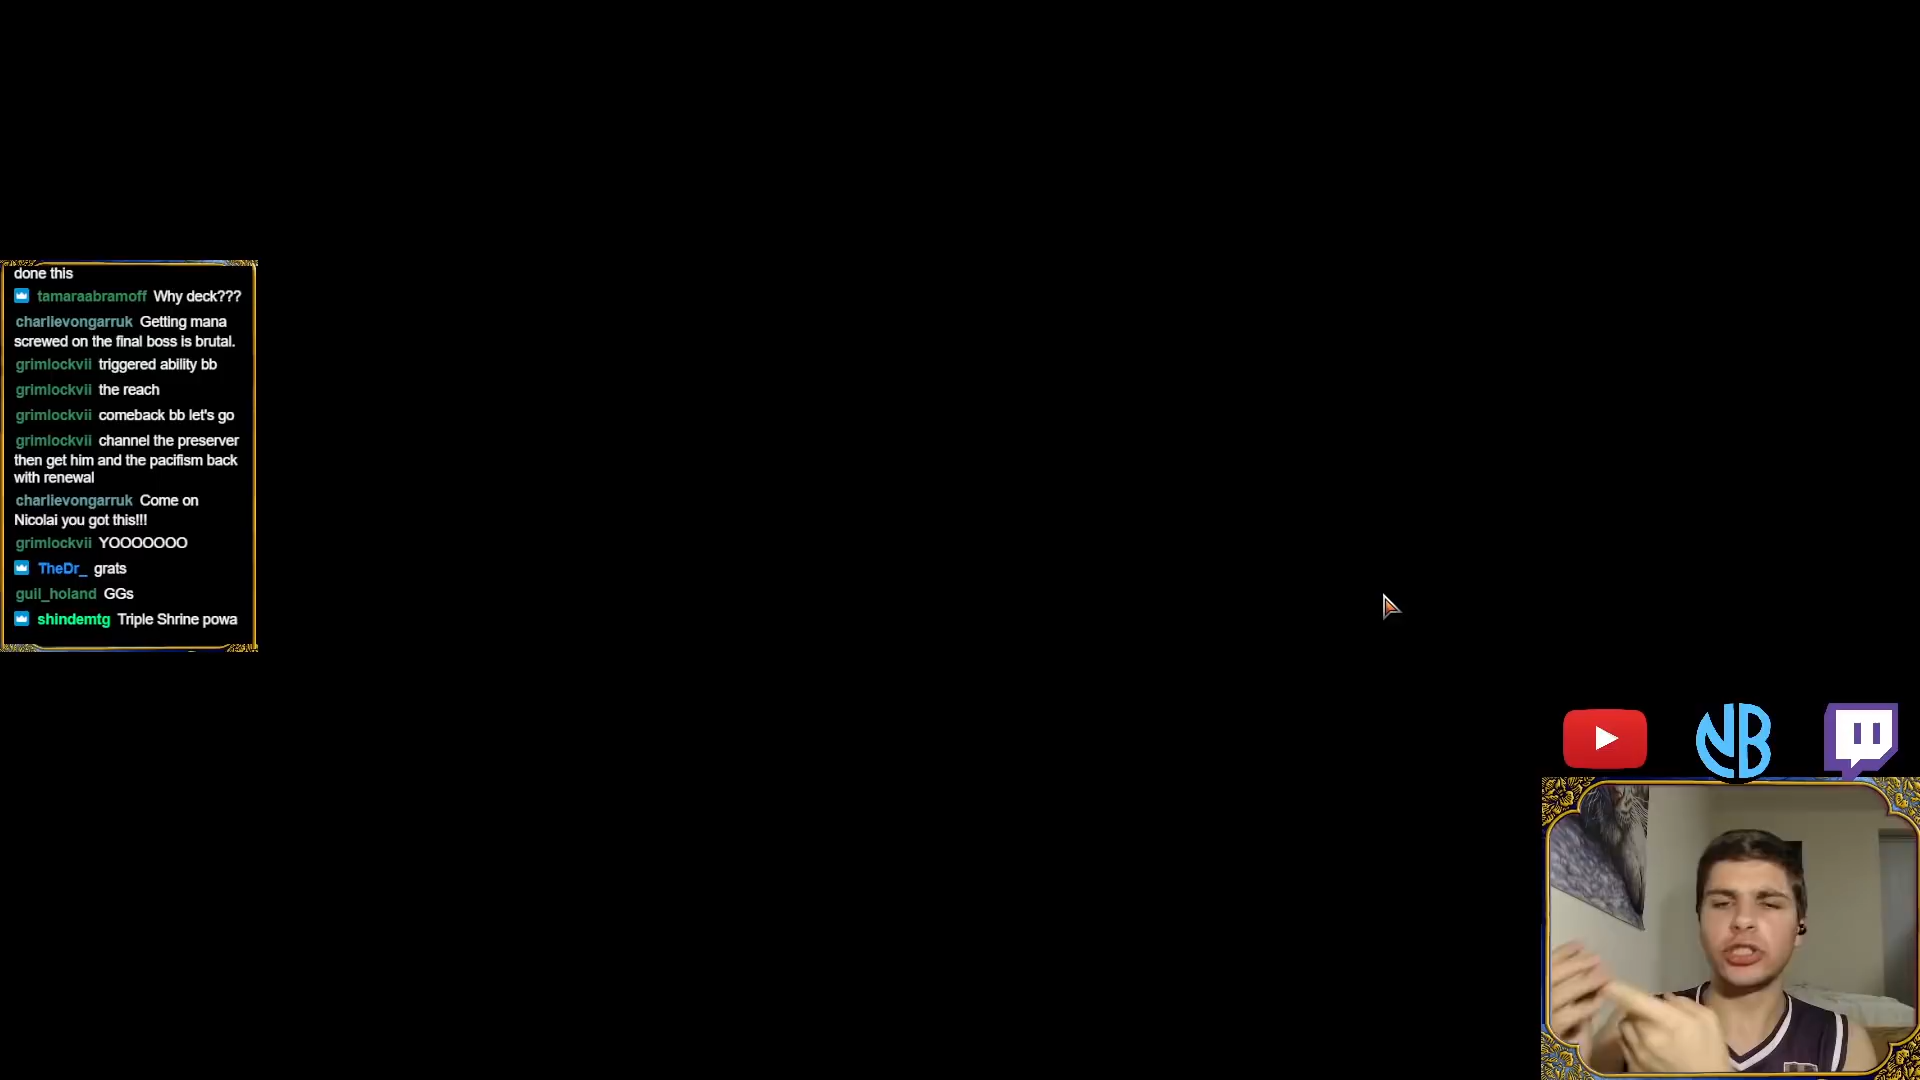 done this
tamaraabramoff Why deck???
charlievongarruk Getting mana
screwed on the final boss is brutal.
grimlockvii triggered ability bb
grimlockvii the reach
grimlockvii comeback bb let's go
grimlockvii channel the preserver
then get him and the pacifism back
with renewal
charlievongarruk Come on
Nicolai you got this!!!
grimlockvii YOOOOOOO
TheDr_ grats
guil_holand GGs
shindemtg Triple Shrine powa
NB